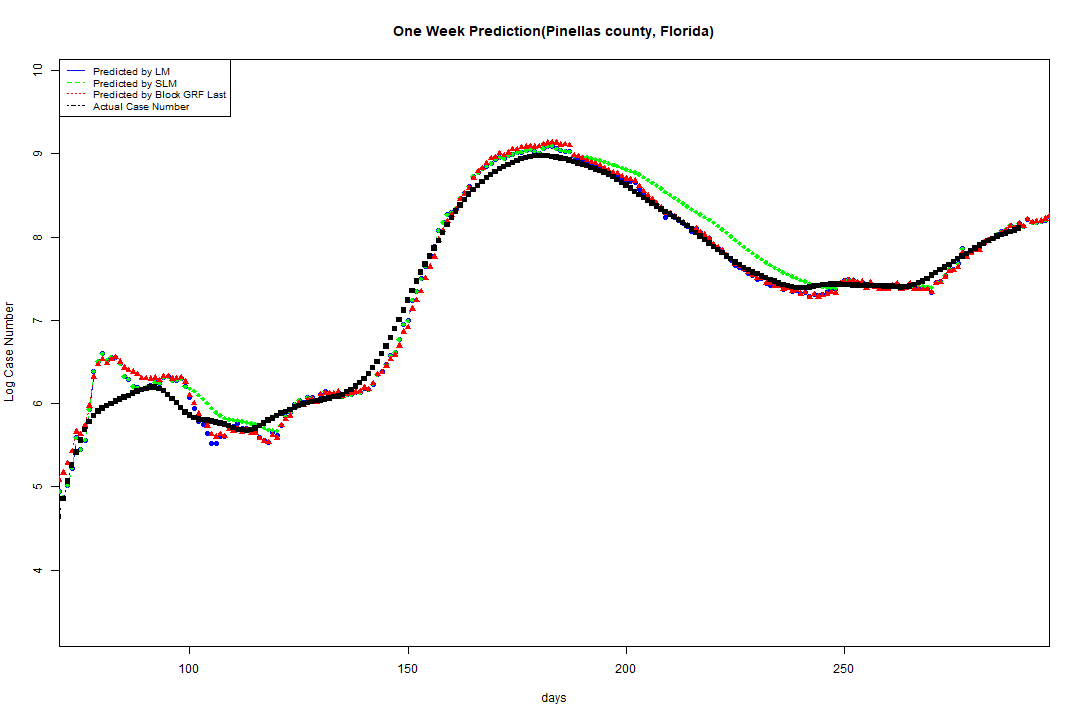 One Week Prediction(Pinellas county, Florida)
Predicted by LM
Predicted by SLM
Predicted by Block GRF Last
Actual Case Number
10
9
8
7
6
5
4
Log Case Number
100
150
200
250
days